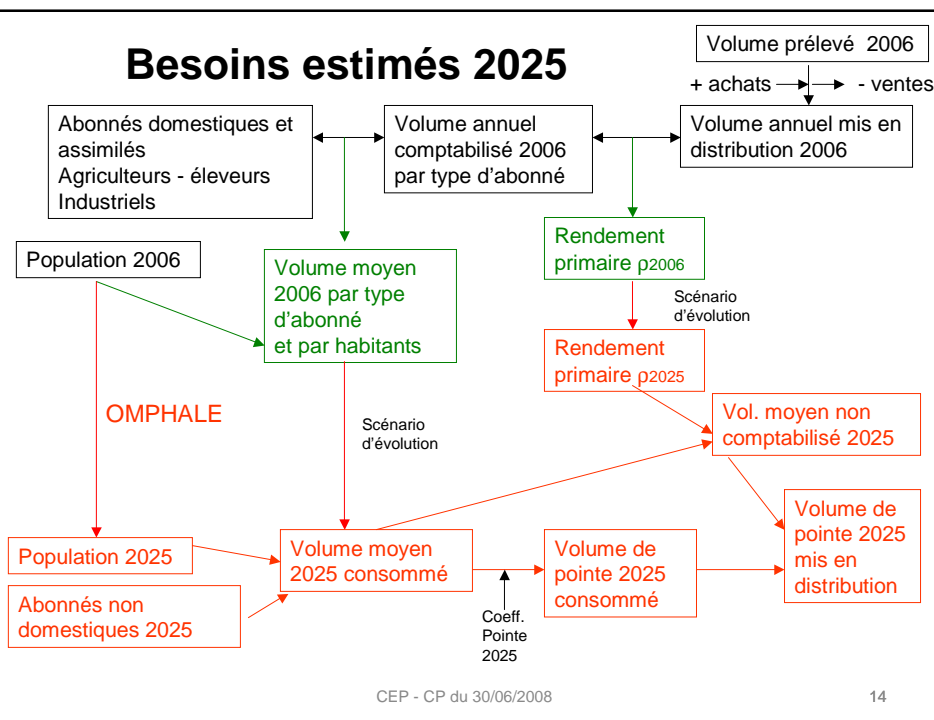 Besoins estimés 2025
Volume prélevé 2006
+ achats
- ventes
Abonnés domestiques et
assimilés
Agriculteurs - éleveurs
Industriels
Volume annuel
comptabilisé 2006
par type d'abonné
Volume annuel mis en
distribution 2006
Population 2006
Volume moyen
2006 par type
d'abonné
et par habitants
Rendement
primaire ρ2006
Scénario
d'évolution
Rendement
primaire ρ2025
OMPHALE
Scénario
d'évolution
Vol. moyen non
comptabilisé 2025
Population 2025
Abonnés non
domestiques 2025
Volume moyen
2025 consommé
Coeff.
Pointe
2025
Volume de
pointe 2025
consommé
Volume de
pointe 2025
mis en
distribution
CEP - CP du 30/06/2008
14